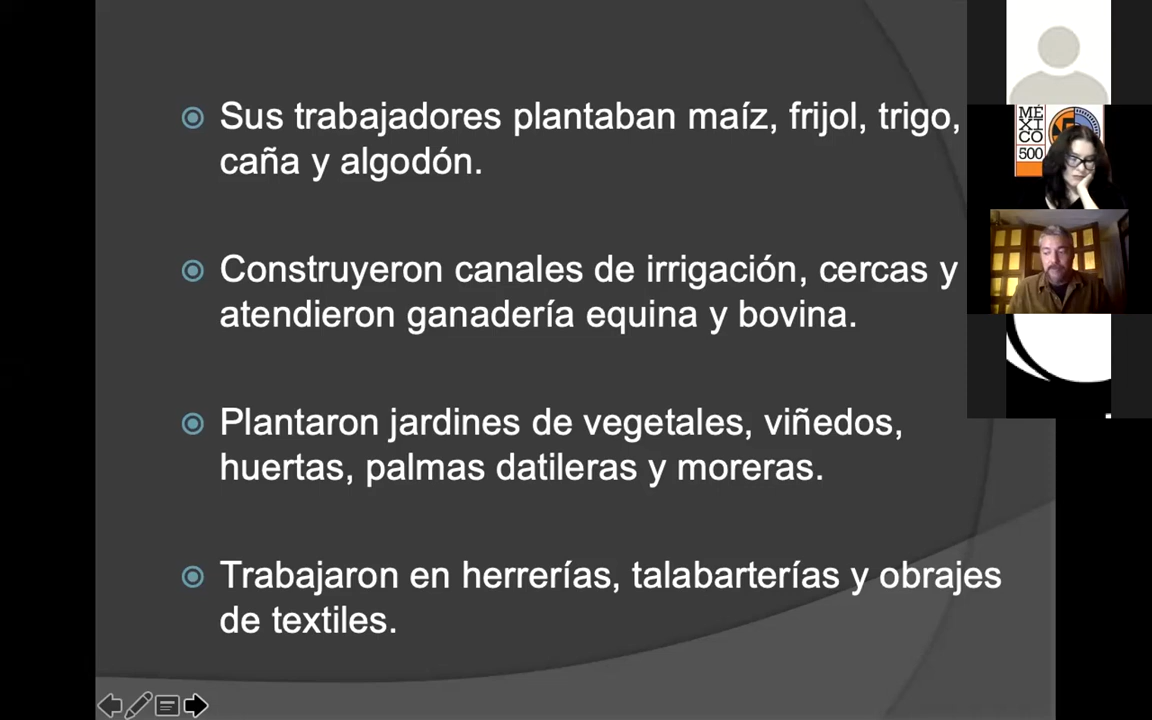 Sus trabajadores plantaban maíz, frijol, trigo,
caña y algodón.
Construyeron canales de irrigación, cercas y
atendieron ganadería equina y bovina.
Plantaron jardines de vegetales, viñedos,
huertas, palmas datileras y moreras.
Trabajaron en herrerías, talabarterías y obrajes
de textiles.
MÉ
XI
CO
500